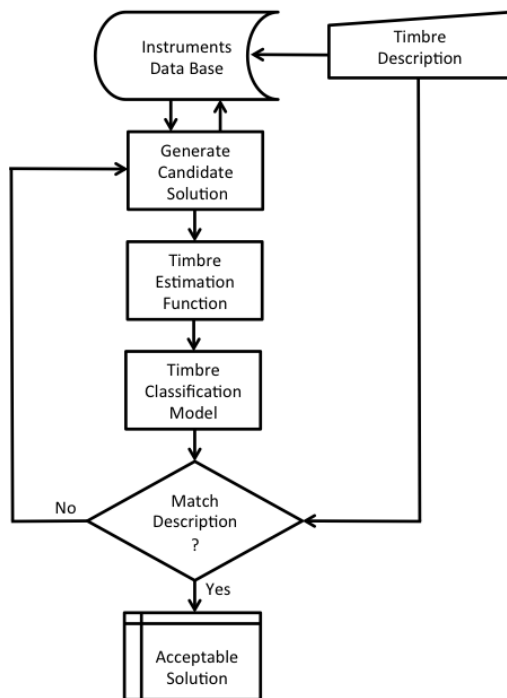 Instruments
Data Base
Timbre
Description
Generate
Candidate
Solution
Timbre
Estimation
Function
Timbre
Classification
Model
No
Match
Description
?
Yes
Acceptable
Solution